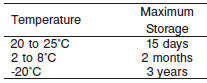 Temperature Maximum Storage
20 to 25°C 15 days
2 to 8°C 2 months
-20°C 3 years